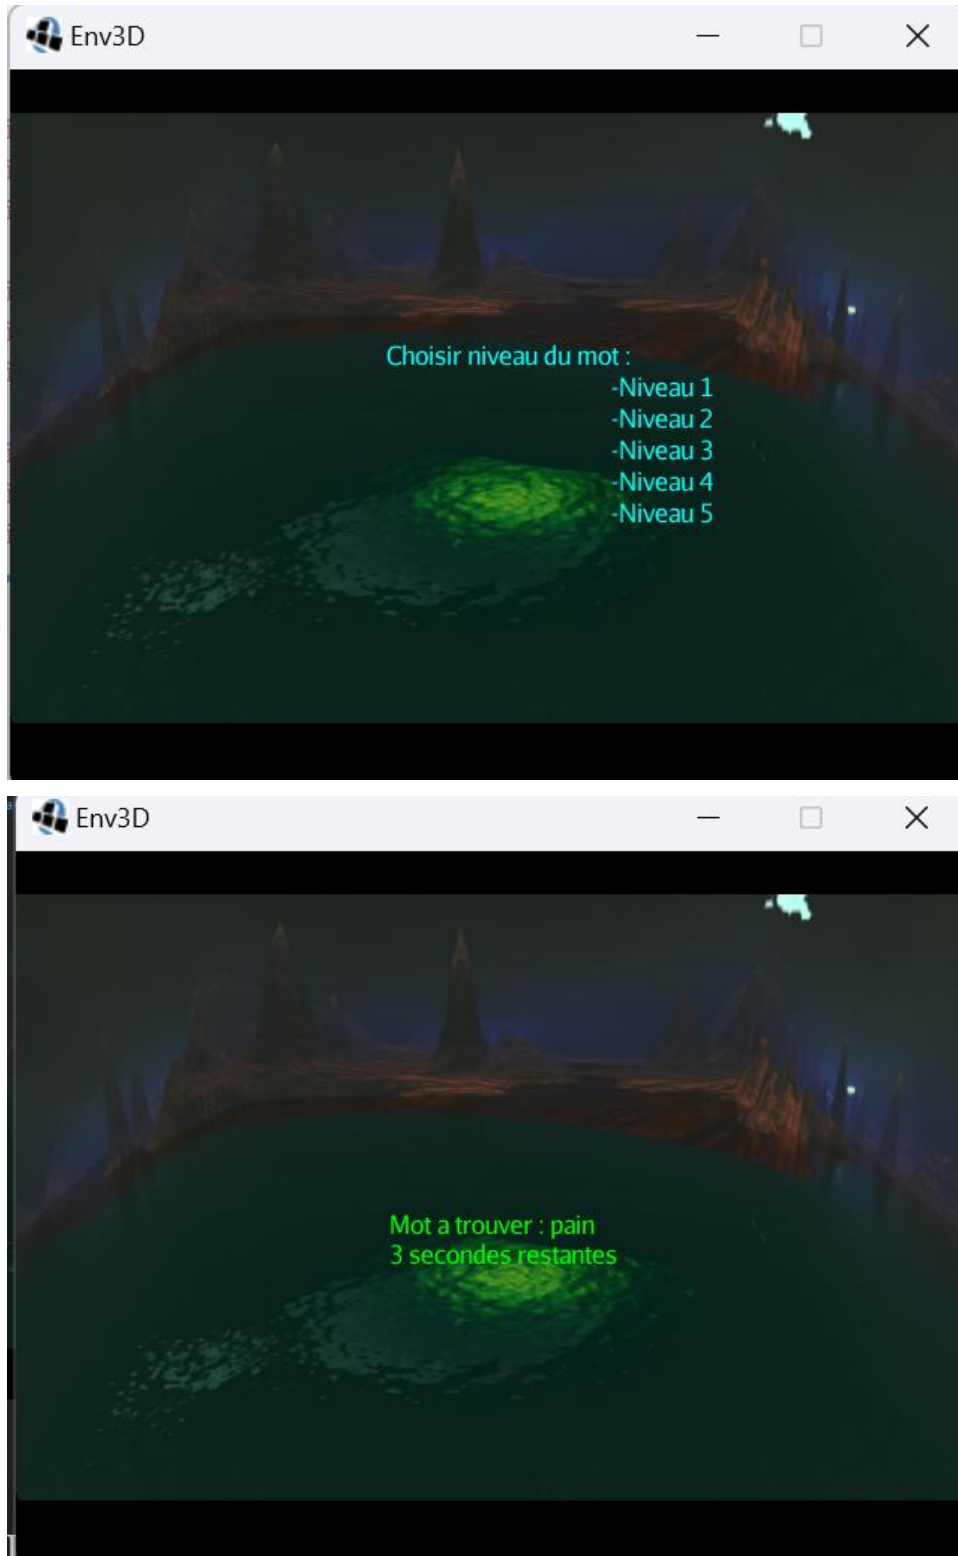 Env3D
Choisir niveau du mot :
-Niveau 1
-Niveau 2
-Niveau 3
-Niveau 4
-Niveau 5
Env3D
Mot a trouver : pain
3 secondes restantes